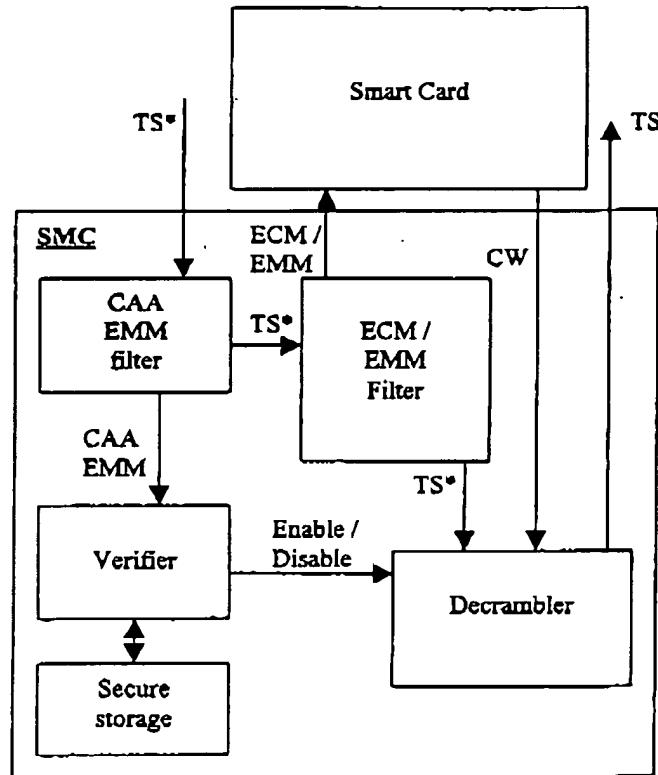 Smart Card
TS*
TS
SMC
ECM /
EMM
CW
CAA
EMM
filter
TS*
ECM /
EMM
Filter
CAA
EMM
TS*
Verifier
Enable /
Disable
Decrambler
Secure
storage